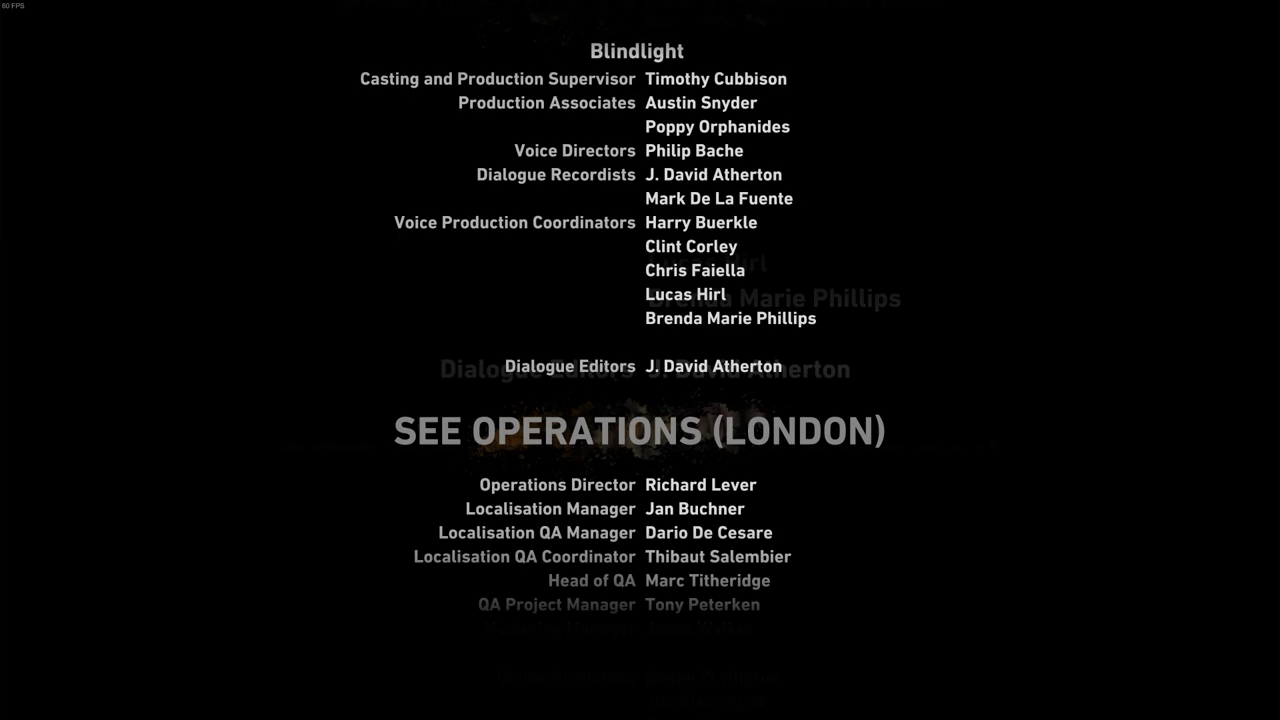 60 FPS
Blindlight
Casting and Production Supervisor Timothy Cubbison
Production Associates Austin Snyder
Poppy Orphanides
Voice Directors Philip Bache
Dialogue Recordists J. David Atherton
Mark De La Fuente
Voice Production Coordinators Harry Buerkle
Clint Corley
Chris Faiella
Lucas Hirl
Brenda Marie Phillips
Dialogue Editors J. David Atherton
SEE OPERATIONS (LONDON)
Operations Director Richard Lever
Localisation Manager Jan Buchner
Localisation QA Manager Dario De Cesare
Localisation QA Coordinator Thibaut Salembier
Head of QA Marc Titheridge
QA Project Manager Tony Peterken